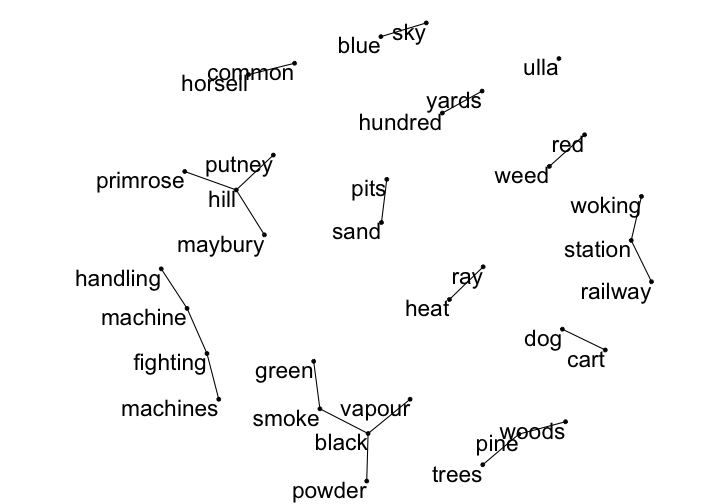 sky
blue
ulla
common
horsell
yards
hundred
red
weed
putney
primrose
pits
hill
woking
sand
maybury
station
ray
handling
railway
heat
machine
dog
cart
fighting
green
machines
vapour
smoke
woods
black
pine
trees
powder